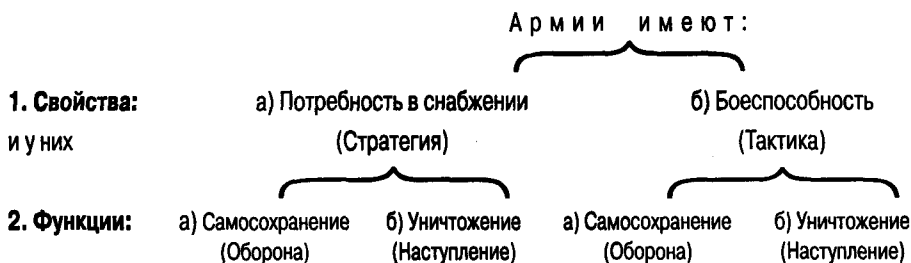 Армии имеют:
1. Свойства: а) Потребность в снабжении б) Боеспособность
и у них (Стратегия) (Тактика)
2. Функции: а) Самосохранение б) Уничтожение а) Самосохранение б) Уничтожение
(Оборона) (Наступление) (Оборона) (Наступление)